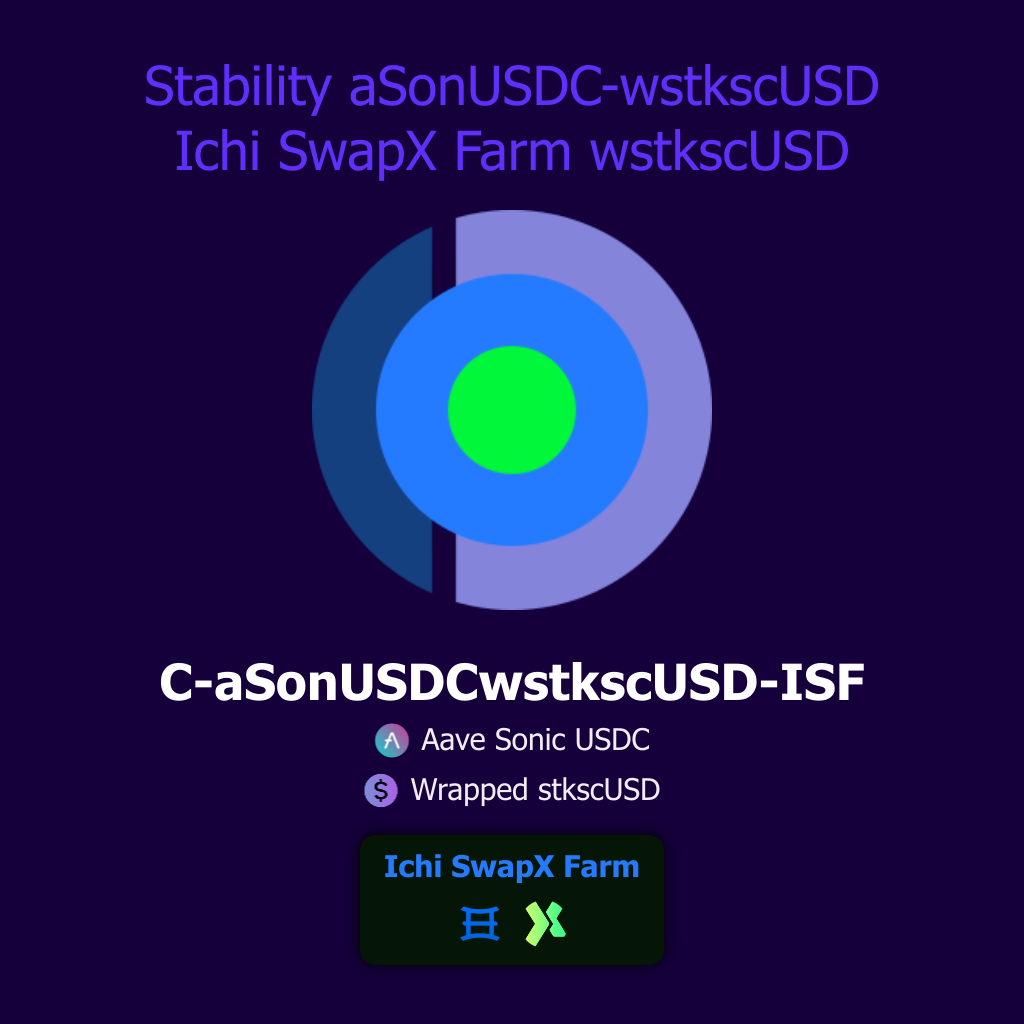 Stability aSonUSDC-wstkscUSD
Ichi SwapX Farm wstkscUSD
C-aSonUSDCwstkscUSD-ISF
Aave Sonic USDC
$ Wrapped stkscUSD
Ichi SwapX Farm